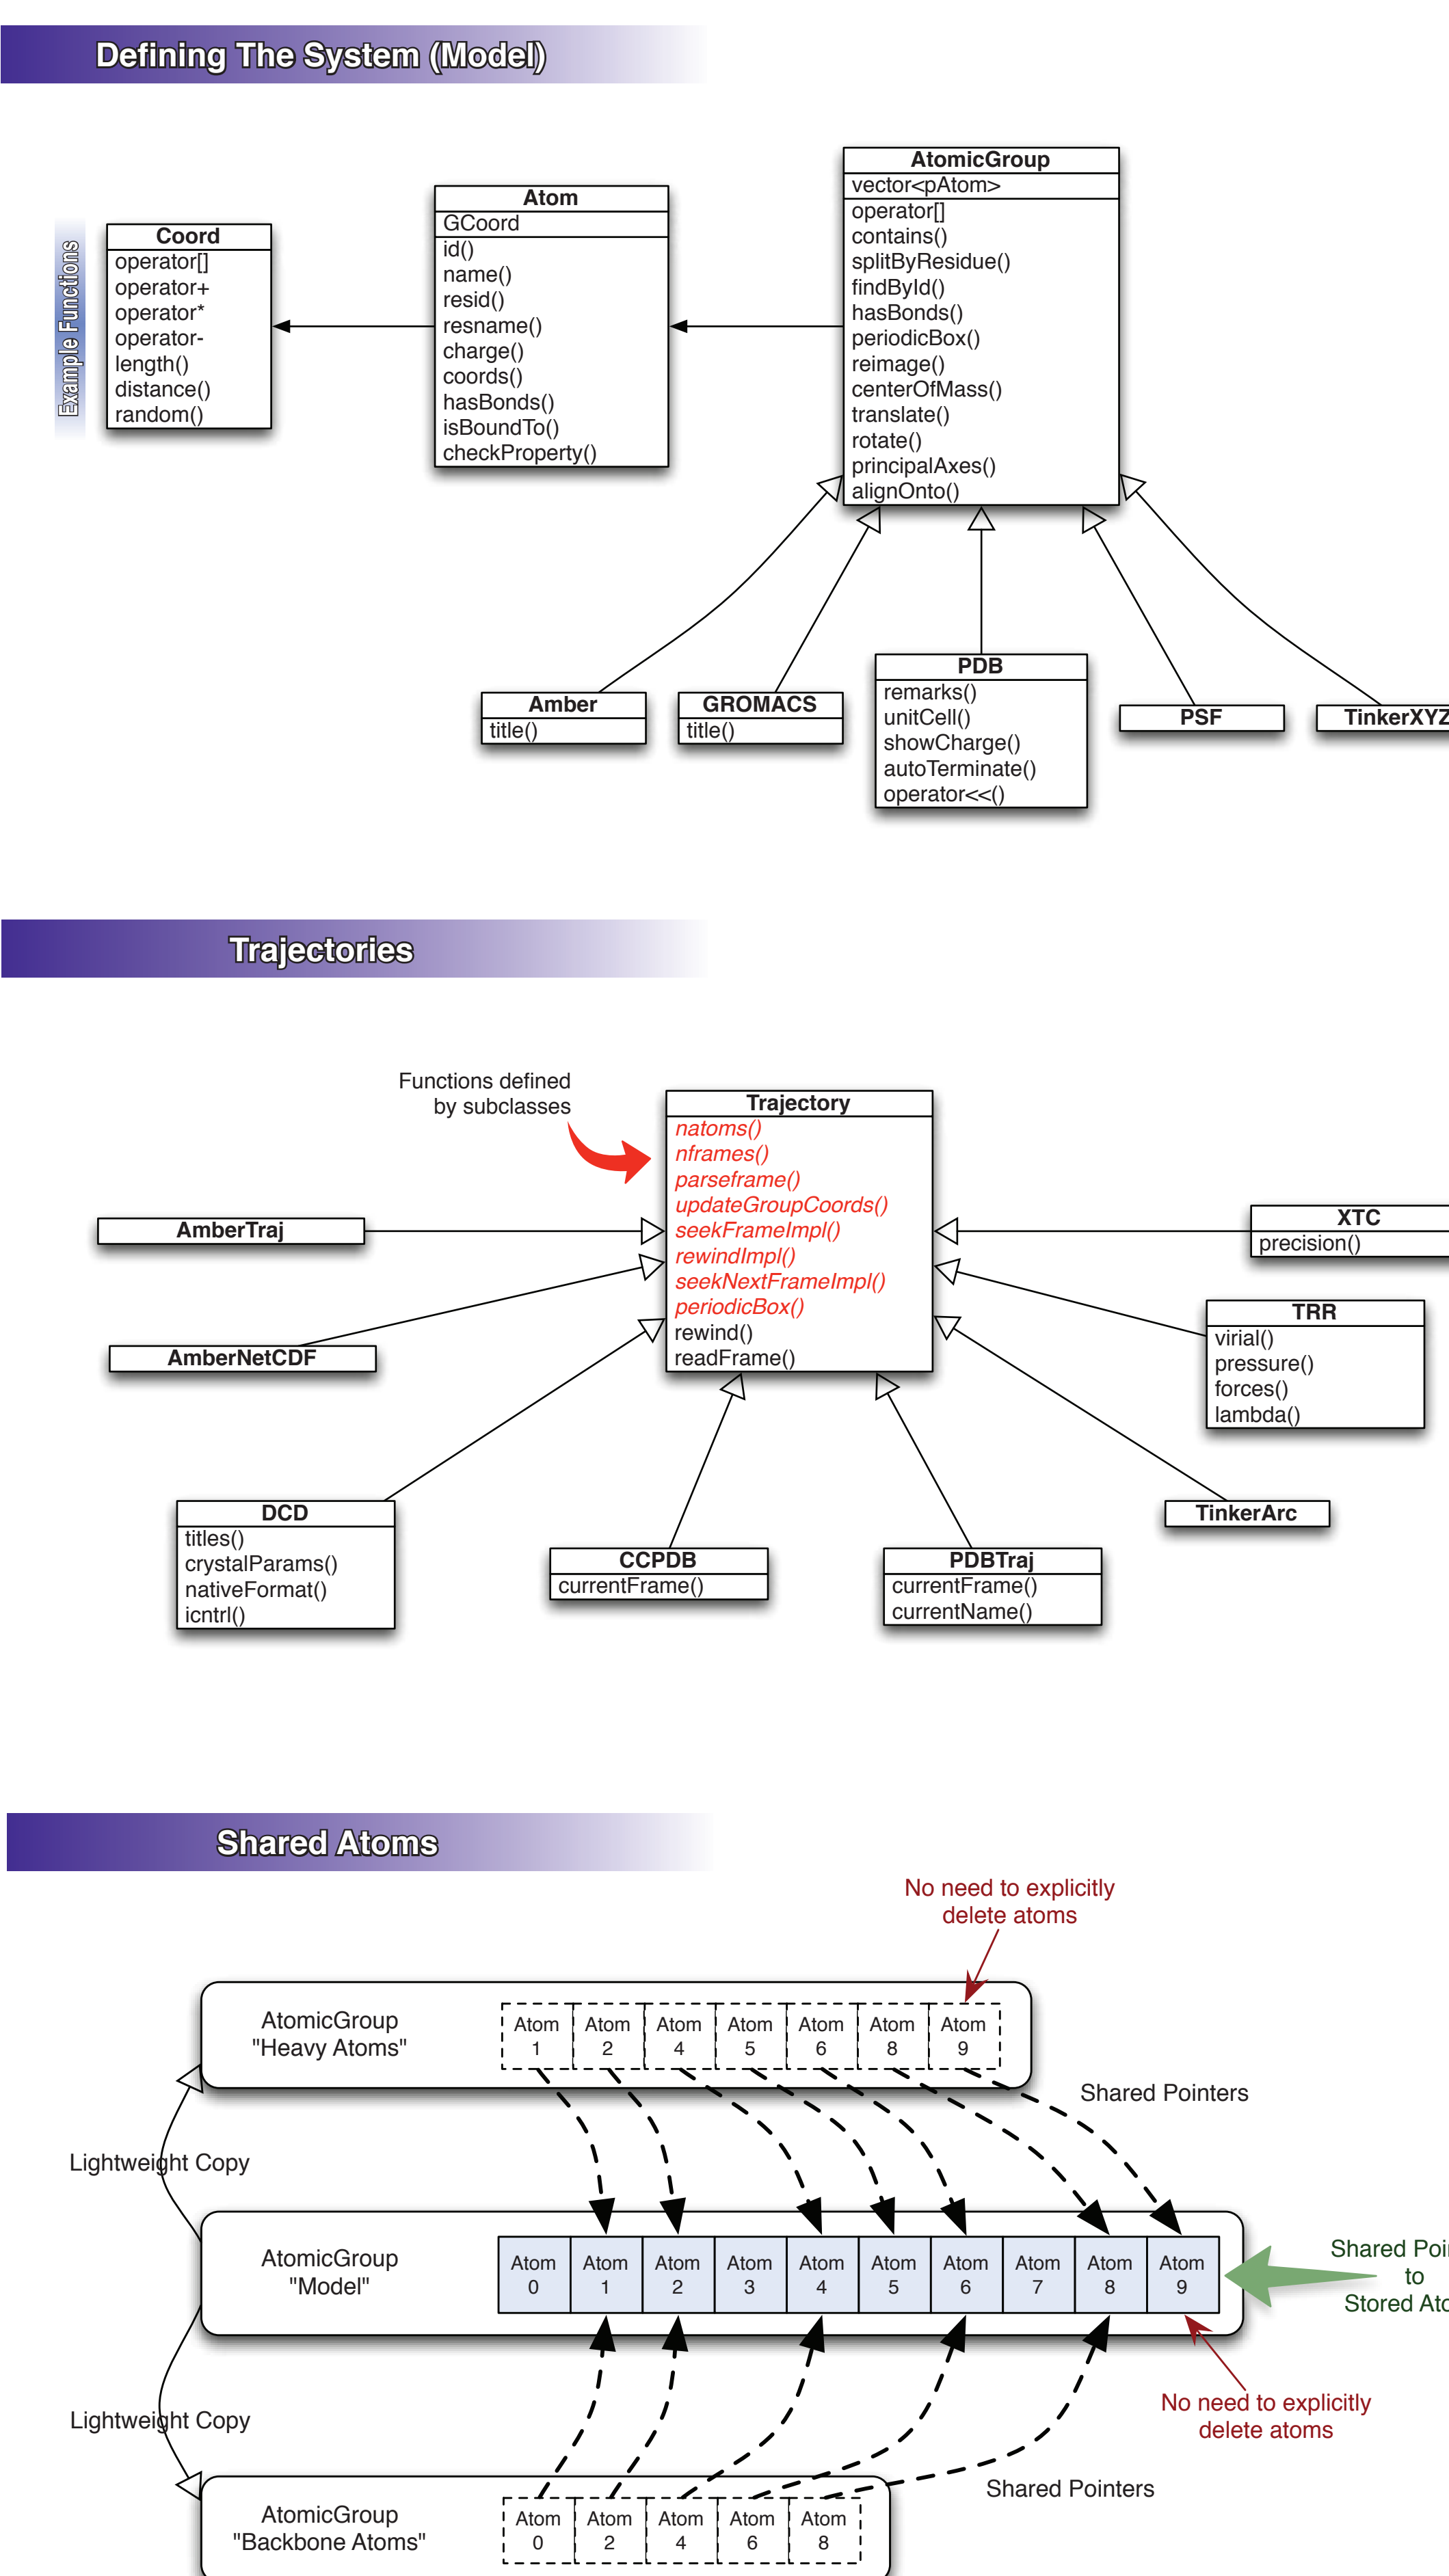 Defining The System (Model)
Example Functions
Coord
operator[]
operator+
operator*
operator-
length()
distance()
random()
Atom
GCoord
id()
name()
resid()
resname()
charge()
coords()
hasBonds()
isBoundTo()
checkProperty()
AtomicGroup
vector<pAtom>
operator[]
contains()
splitByResidue()
findById()
hasBonds()
periodicBox()
reimage()
centerOfMass()
translate()
rotate()
principalAxes()
alignOnto()
Amber
title()
GROMACS
title()
PDB
remarks()
unitCell()
showCharge()
autoTerminate()
operator<<()
PSF
TinkerXYZ
Trajectories
Functions defined
by subclasses
Trajectory
natoms()
nframes()
parseframe()
updateGroupCoords()
seekFrameImpl()
rewindImpl()
seekNextFrameImpl()
periodicBox()
rewind()
readFrame()
AmberTraj
AmberNetCDF
DCD
titles()
crystalParams()
nativeFormat()
icntrl()
CCPDB
currentFrame()
PDBTraj
currentFrame()
currentName()
TinkerArc
TRR
virial()
pressure()
forces()
lambda()
XTC
precision()
Shared Atoms
No need to explicitly
delete atoms
AtomicGroup
"Heavy Atoms"
Atom Atom Atom Atom Atom Atom Atom
1 2 4 5 6 8 9
Shared Pointers
Lightweight Copy
AtomicGroup
"Model"
Atom Atom Atom Atom Atom Atom Atom Atom Atom Atom
0 1 2 3 4 5 6 7 8 9
Shared Poi
to
Stored Ato
No need to explicitly
delete atoms
Lightweight Copy
Shared Pointers
AtomicGroup
"Backbone Atoms"
Atom Atom Atom Atom Atom
0 2 4 6 8